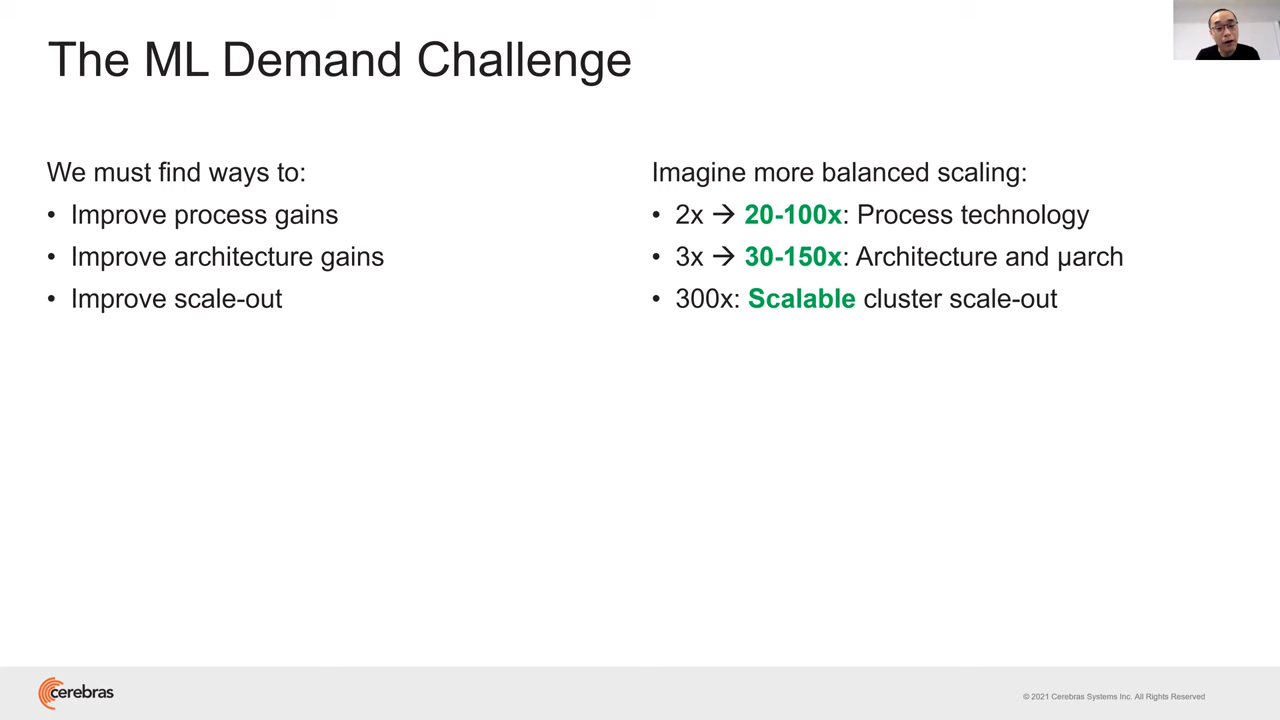 The ML Demand Challenge
We must find ways to:
• Improve process gains
• Improve architecture gains
• Improve scale-out
Imagine more balanced scaling:
• 2x → 20-100x: Process technology
• 3x → 30-150x: Architecture and µarch
• 300x: Scalable cluster scale-out
cerebras
© 2021 Cerebras Systems Inc. All Rights Reserved